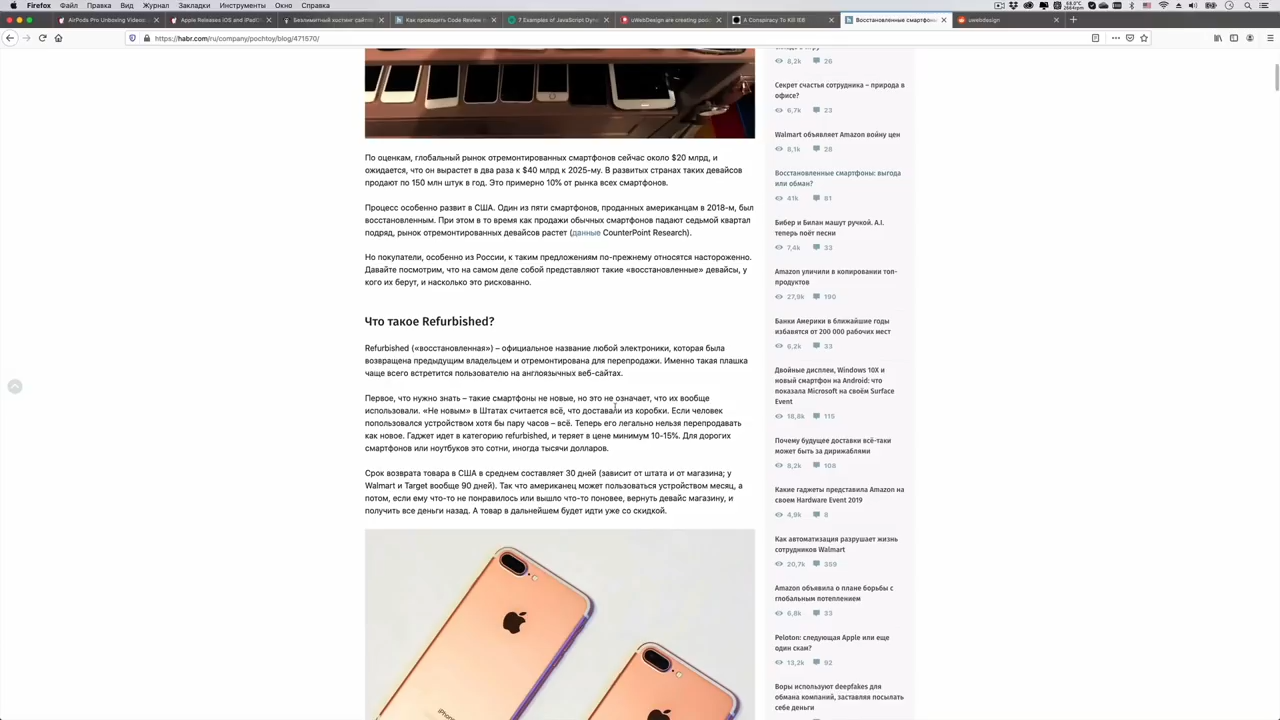 Firefox Файл Правка Вид Журнал Закладки Инструменты Окно Справка
AirPods Pro Unboxing Videos:
Apple Releases iOS and iPadOS
Безлимитный хостинг сайтов
Как проводить Code Review
7 Examples of JavaScript Dyna
uWebDesign are creating
A Conspiracy To Kill IE6
Восстановленные смартфоны
uwebdesign
https://habr.com/ru/company/pochtoy/blog/471570/
По оценкам, глобальный рынок отремонтированных смартфонов сейчас около $20 млрд, и
ожидается, что он вырастет в два раза к $40 млрд к 2025-му. В развитых странах таких девайсов
продают по 150 млн штук в год. Это примерно 10% от рынка всех смартфонов.
Процесс особенно развит в США. Один из пяти смартфонов, проданных американцам в 2018-м, был
восстановленным. При этом в то время как продажи обычных смартфонов падают седьмой квартал
подряд, рынок отремонтированных девайсов растет (данные CounterPoint Research).
Но покупатели, особенно из России, к таким предложениям по-прежнему относятся настороженно.
Давайте посмотрим, что на самом деле собой представляют такие «восстановленные» девайсы, у
кого их берут, и насколько это рискованно.
Что такое Refurbished?
Refurbished («восстановленная») – официальное название любой электроники, которая была
возвращена предыдущим владельцем и отремонтирована для перепродажи. Именно такая плашка
чаще всего встретится пользователю на англоязычных веб-сайтах.
Первое, что нужно знать – такие смартфоны не новые, но это не означает, что их вообще
использовали. «Не новым» в Штатах считается всё, что доставали из коробки. Если человек
попользовался устройством хотя бы пару часов – всё. Теперь его легально нельзя перепродавать
как новое. Гаджет идет в категорию refurbished, и теряет в цене минимум 10-15%. Для дорогих
смартфонов или ноутбуков это сотни, иногда тысячи долларов.
Срок возврата товара в США в среднем составляет 30 дней (зависит от штата и от магазина; у
Walmart и Target вообще 90 дней). Так что американец может пользоваться устройством месяц, а
потом, если ему что-то не понравилось или вышло что-то поновее, вернуть девайс магазину, и
получить все деньги назад. А товар в дальнейшем будет идти уже со скидкой.
iPhone
8,2k 26
Секрет счастья сотрудника – природа в
офисе?
6,7k 23
Walmart объявляет Amazon войну цен
8,1k 28
Восстановленные смартфоны: выгода
или обман?
41k 81
Бибер и Билан машут ручкой. A.I.
теперь поёт песни
7,4k 33
Amazon уличили в копировании топ-
продуктов
27,9k 190
Банки Америки в ближайшие годы
избавятся от 200 000 рабочих мест
6,2k 33
Двойные дисплеи, Windows 10X и
новый смартфон на Android: что
показала Microsoft на своём Surface
Event
18,8k 115
Почему будущее доставки всё-таки
может быть за дирижаблями
8,2k 108
Какие гаджеты представила Amazon на
своем Hardware Event 2019
4,9k 8
Как автоматизация разрушает жизнь
сотрудников Walmart
20,7k 359
Amazon объявила о плане борьбы с
глобальным потеплением
6,8k 33
Peloton: следующая Apple или еще
один скам?
13,2k 92
Воры используют deepfakes для
обмана компаний, заставляя посылать
себе деньги